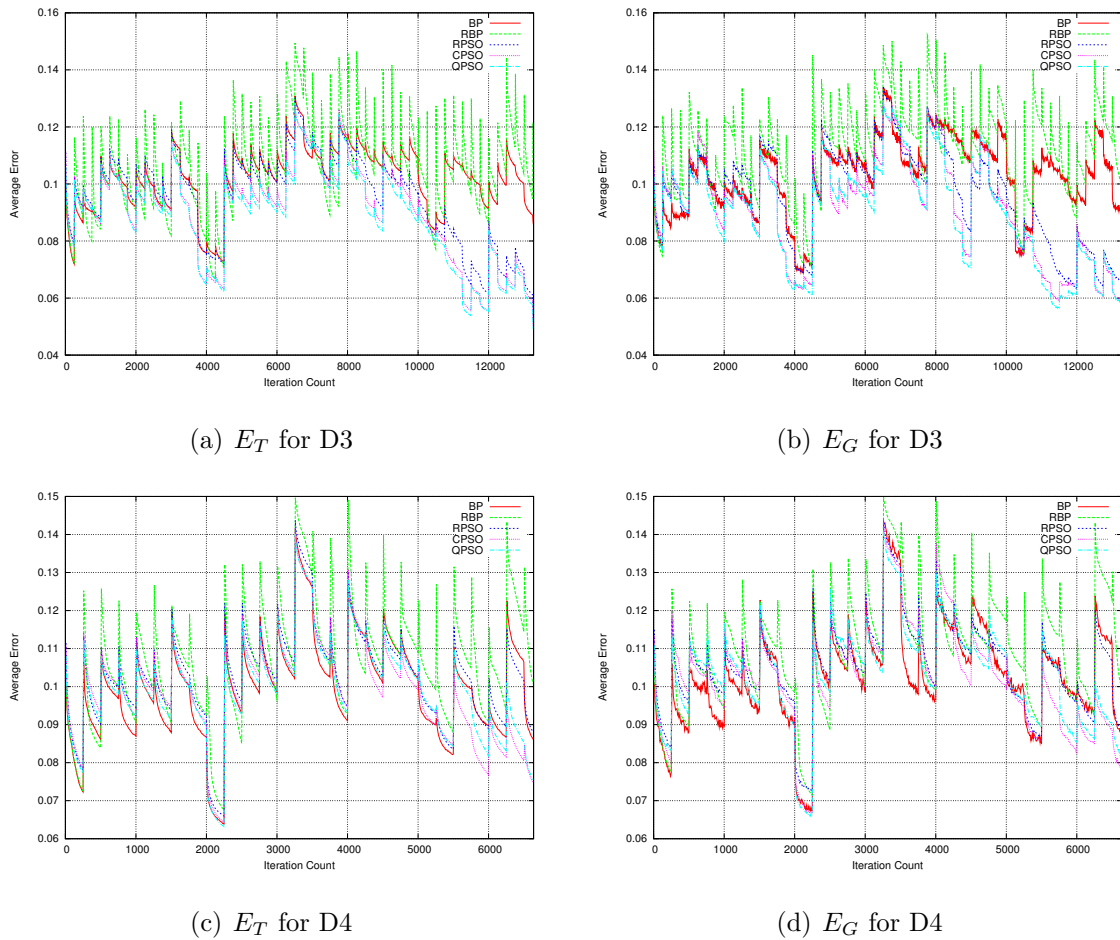 0.16
0.14
0.12
0.1
0.08
0.06
0.04
Average Error
0 2000 4000 6000 8000 10000 12000
Iteration Count
BP
RBP
RPSO
CPSO
QPSO
(a) E_T for D3
0.16
0.14
0.12
0.1
0.08
0.06
0.04
Average Error
0 2000 4000 6000 8000 10000 12000
Iteration Count
BP
RBP
RPSO
CPSO
QPSO
(b) E_G for D3
0.15
0.14
0.13
0.12
0.11
0.1
0.09
0.08
0.07
0.06
Average Error
0 1000 2000 3000 4000 5000 6000
Iteration Count
BP
RBP
RPSO
CPSO
QPSO
(c) E_T for D4
0.15
0.14
0.13
0.12
0.11
0.1
0.09
0.08
0.07
0.06
Average Error
0 1000 2000 3000 4000 5000 6000
Iteration Count
BP
RBP
RPSO
CPSO
QPSO
(d) E_G for D4